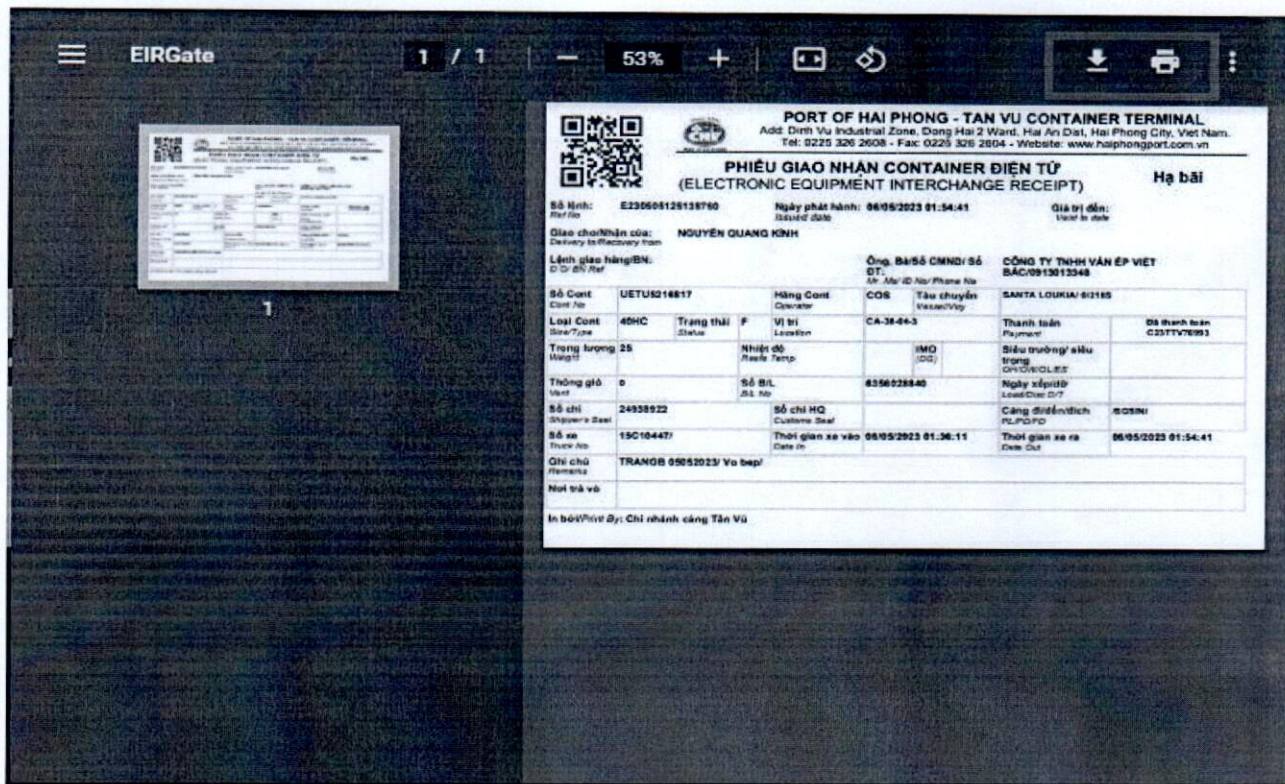 EIRGate
1 / 1
53%
1
PORT OF HAI PHONG - TAN VU CONTAINER TERMINAL
Add: Dinh Vu Industrial Zone, Dong Hai 2 Ward, Hai An Dist, Hai Phong City, Viet Nam.
Tel: 0225 326 2608 - Fax: 0225 326 2604 - Website: www.haiphongport.com.vn
PHIẾU GIAO NHẬN CONTAINER ĐIỆN TỬ
(ELECTRONIC EQUIPMENT INTERCHANGE RECEIPT)
Hạ bãi
Số lệnh: E230505125138760 Ngày phát hành: 06/05/2023 01:54:41 Giá trị đến:
Ref No Issued date Valid to date
Giao cho/Nhận của: NGUYỄN QUANG KÍNH
Delivery to/Recovery from
Lệnh giao hàng/BN: Ông, Bà/Số CMND/ Số ĐT: CÔNG TY TNHH VÁN ÉP VIỆT BẮC/0913013348
D/O/ BN Ref Mr. Ms/ ID No/ Phone No
Số Cont UETU5216817 Hãng Cont COS Tàu chuyến SANTA LOUKIA/
Cont No Operator Vessel/Voy
Loại Cont 40HC Trạng thái F Vị trí CA-38-04-3 Thanh toán Đã thanh toán
Size/Type Status Location Payment C23TTV76993
Trọng lượng 25 Nhiệt độ IMO Siêu trường/ siêu trọng
Weight Reefe Temp (DG) OH/OW/OL/ES
Thông gió 0 Số B/L 6356028840 Ngày xếp/dỡ
Vent B/L No Load/Disc D/T
Số chì 24938922 Số chì HQ Cảng đi/đến/đích /SGSIN/
Shipper's Seal Customs Seal PL/PD/FD
Số xe 15C10447/ Thời gian xe vào 06/05/2023 01:36:11 Thời gian xe ra 06/05/2023 01:54:41
Truck No Date In Date Out
Ghi chú TRANGB 05052023/ Vo bep/
Remarks
Nơi trả vỏ
In bởi/Print By: Chi nhánh cảng Tân Vũ